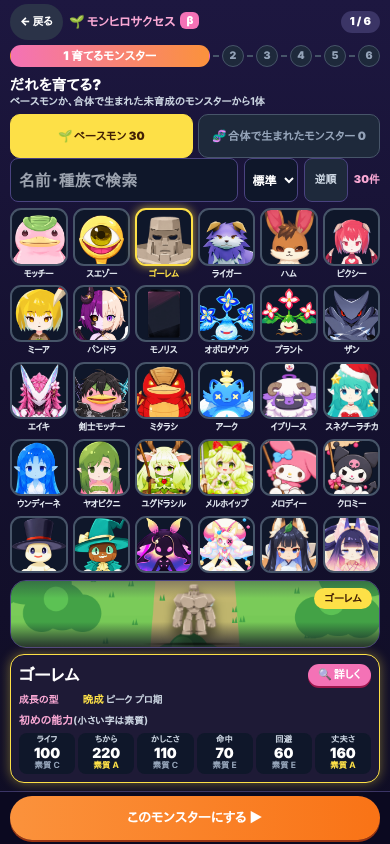 ← 戻る
🌱 モンヒロサクセス β
1 / 6
1 育てるモンスター
2
3
4
5
6
だれを育てる?
ベースモンか、合体で生まれた未育成のモンスターから1体
🌱 ベースモン 30
🧬 合体で生まれたモンスター 0
名前・種族で検索
標準
逆順
30件
モッチー
スエゾー
ゴーレム
ライガー
ハム
ピクシー
ミーア
パンドラ
モノリス
オボロゲソウ
プラント
ザン
エイキ
剣士モッチー
ミタラシ
アーク
イブリース
スネグーラチカ
ウンディーネ
ヤオビクニ
ユグドラシル
メルホイップ
メロディー
クロミー
ゴーレム
ゴーレム
🔍 詳しく
成長の型 晩成 ピーク プロ期
初めの能力(小さい字は素質)
ライフ
100
素質 C
ちから
220
素質 A
かしこさ
110
素質 C
命中
70
素質 E
回避
60
素質 E
丈夫さ
160
素質 A
このモンスターにする ▶